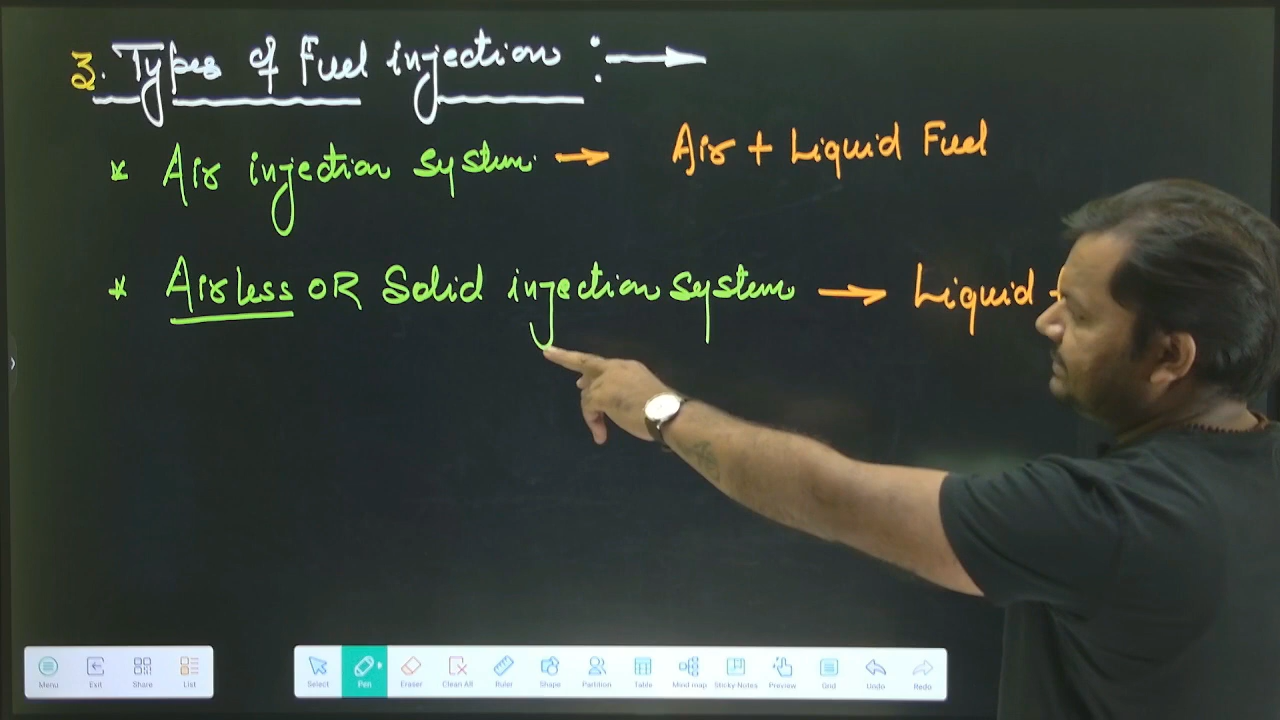 3. Types of Fuel injection :→
* Air injection system → Air + Liquid Fuel
* Airless OR Solid injection system → Liquid
Menu Exit Share List Select Pen Eraser Clean All Ruler Shape Partition Table Mind map Sticky Notes Preview Grid Undo Redo